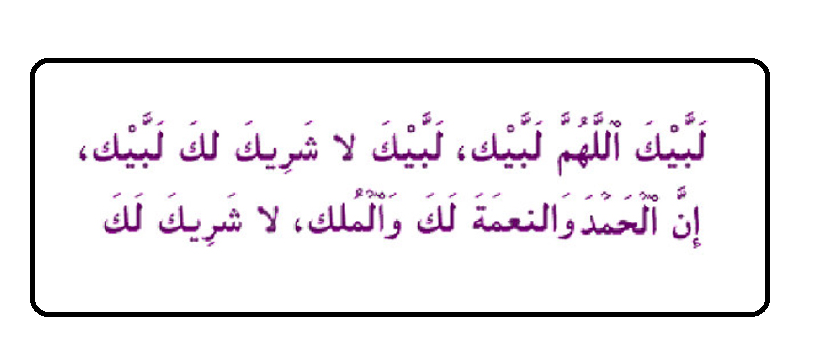 لَبَّيْكَ ٱللَّهُمَّ لَبَّيْك، لَبَّيْكَ لا شَرِيكَ لكَ لَبَّيْك،
إِنَّ ٱلْحَمْدَ وَالنعمَةَ لَكَ وَٱلْمُلك، لا شَرِيكَ لَكَ